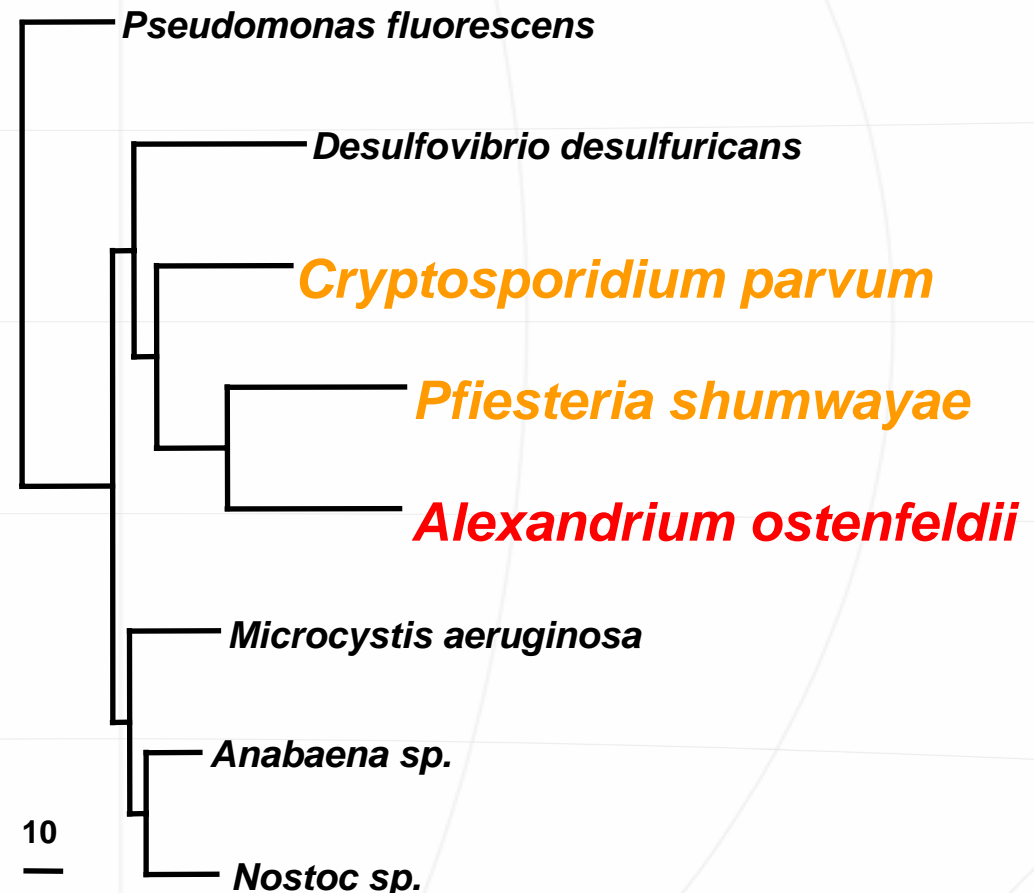 Pseudomonas fluorescens
Desulfovibrio desulfuricans
Cryptosporidium parvum
Pfiesteria shumwayae
Alexandrium ostenfeldii
Microcystis aeruginosa
Anabaena sp.
10
Nostoc sp.